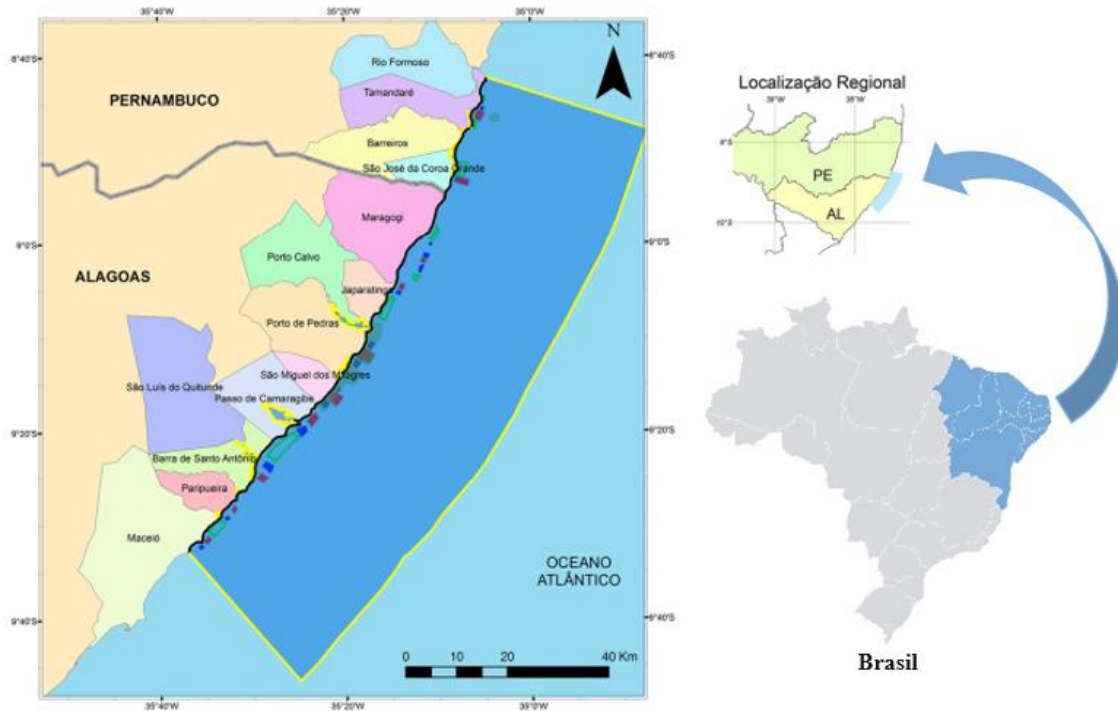 35°40'W
35°20'W
35°0'W
8°40'S
8°40'S
N
Rio Formoso
Tamandaré
PERNAMBUCO
Barreiros
São José da Coroa Grande
Maragogi
9°0'S
9°0'S
Porto Calvo
ALAGOAS
Japaratinga
Porto de Pedras
São Miguel dos Milagres
São Luís do Quitunde
Passo de Camaragibe
9°20'S
9°20'S
Barra de Santo Antônio
Paripueira
Maceió
OCEANO
ATLÂNTICO
9°40'S
9°40'S
0 10 20 40 Km
35°40'W
35°20'W
35°0'W
Localização Regional
38°W
PE
AL
Brasil